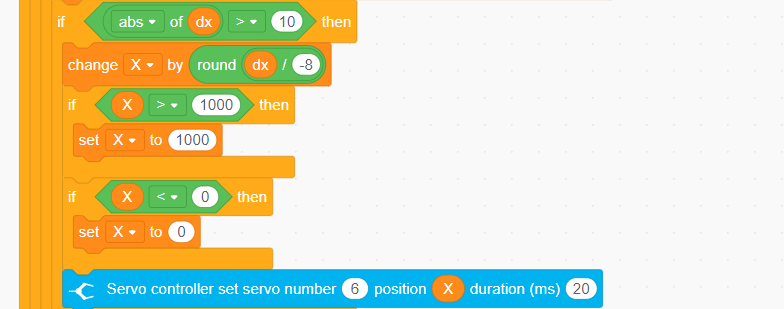 if abs of dx > 10 then
change X by round dx / -8
if X > 1000 then
set X to 1000
if X < 0 then
set X to 0
Servo controller set servo number 6 position X duration (ms) 20